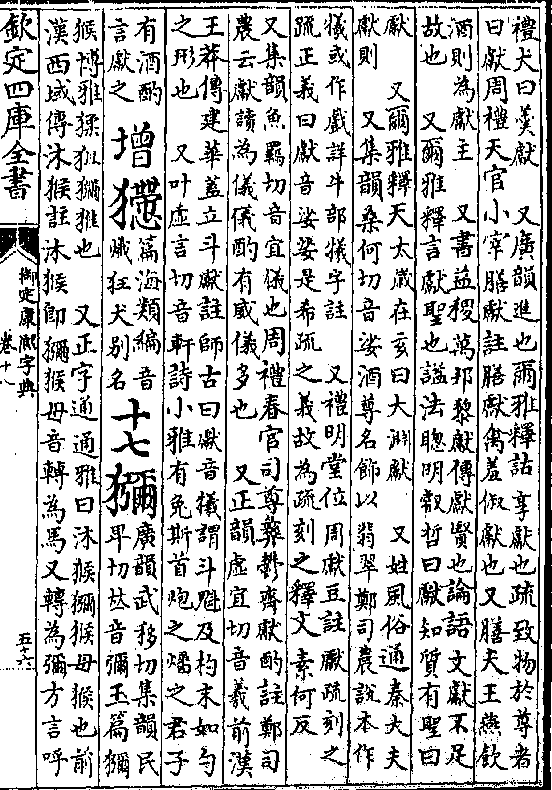 禮犬曰羹獻　又廣韻進也爾雅釋詁享獻也疏致物於尊者
曰獻周禮天官小宰膳獻註膳獻禽羞俶獻也又膳夫王燕飲
酒則為獻主　又書益稷萬邦黎獻傳獻賢也論語文獻不足
故也　又爾雅釋言獻聖也諡法聰明叡哲曰獻知質有聖曰
獻　又爾雅釋天太歲在亥曰大淵獻　又姓風俗通秦大夫
獻則　又集韻桑何切音娑酒尊名飾以翡翠鄭司農說本作
犧或作戲詳牛部犧字註　又禮明堂位周獻豆註獻疏刻之
疏正義曰獻音娑娑是希疏之義故為疏刻之釋文素何反
又集韻魚羈切音宜儀也周禮春官司尊彝鬱齊獻酌註鄭司
農云獻讀為儀儀酌有威儀多也　又正韻虛宜切音羲前漢
王莽傳建華蓋立斗獻註師古曰獻音犧謂斗魁及杓末如勺
之形也　又叶虛言切音軒詩小雅有兔斯首炮之燔之君子
有酒酌言獻之　增㺔篇海類編音熾狂犬別名　十七獮廣韻武移切集韻民卑切𠀤音彌玉篇獮
猴博雅猱狙獮猴也　又正字通通雅曰沐猴獮猴母猴也前
漢西域傳沐猴註沐猴卽獮猴母音轉為馬又轉為彌方言呼
欽定四庫全書
御定康熙字典
卷十八
五十六